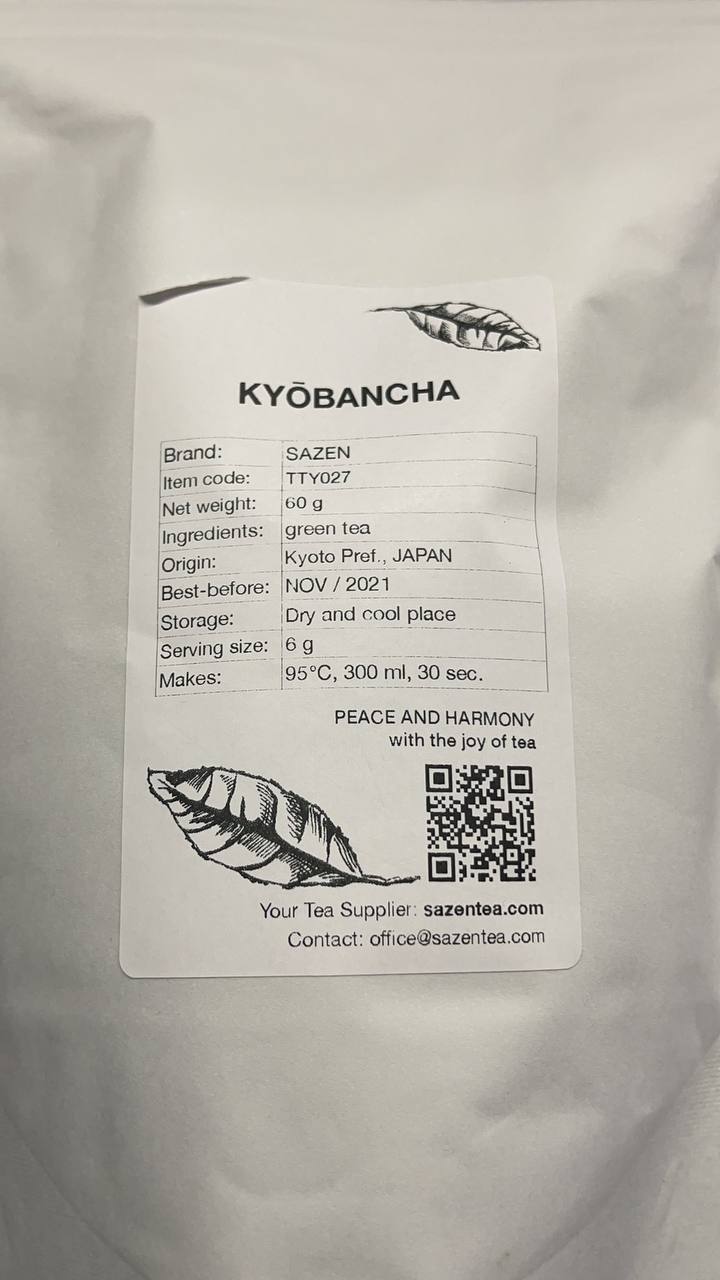 KYŌBANCHA
Brand: SAZEN
Item code: TTY027
Net weight: 60 g
Ingredients: green tea
Origin: Kyoto Pref., JAPAN
Best-before: NOV / 2021
Storage: Dry and cool place
Serving size: 6 g
Makes: 95°C, 300 ml, 30 sec.
PEACE AND HARMONY
with the joy of tea
Your Tea Supplier: sazentea.com
Contact: office@sazentea.com